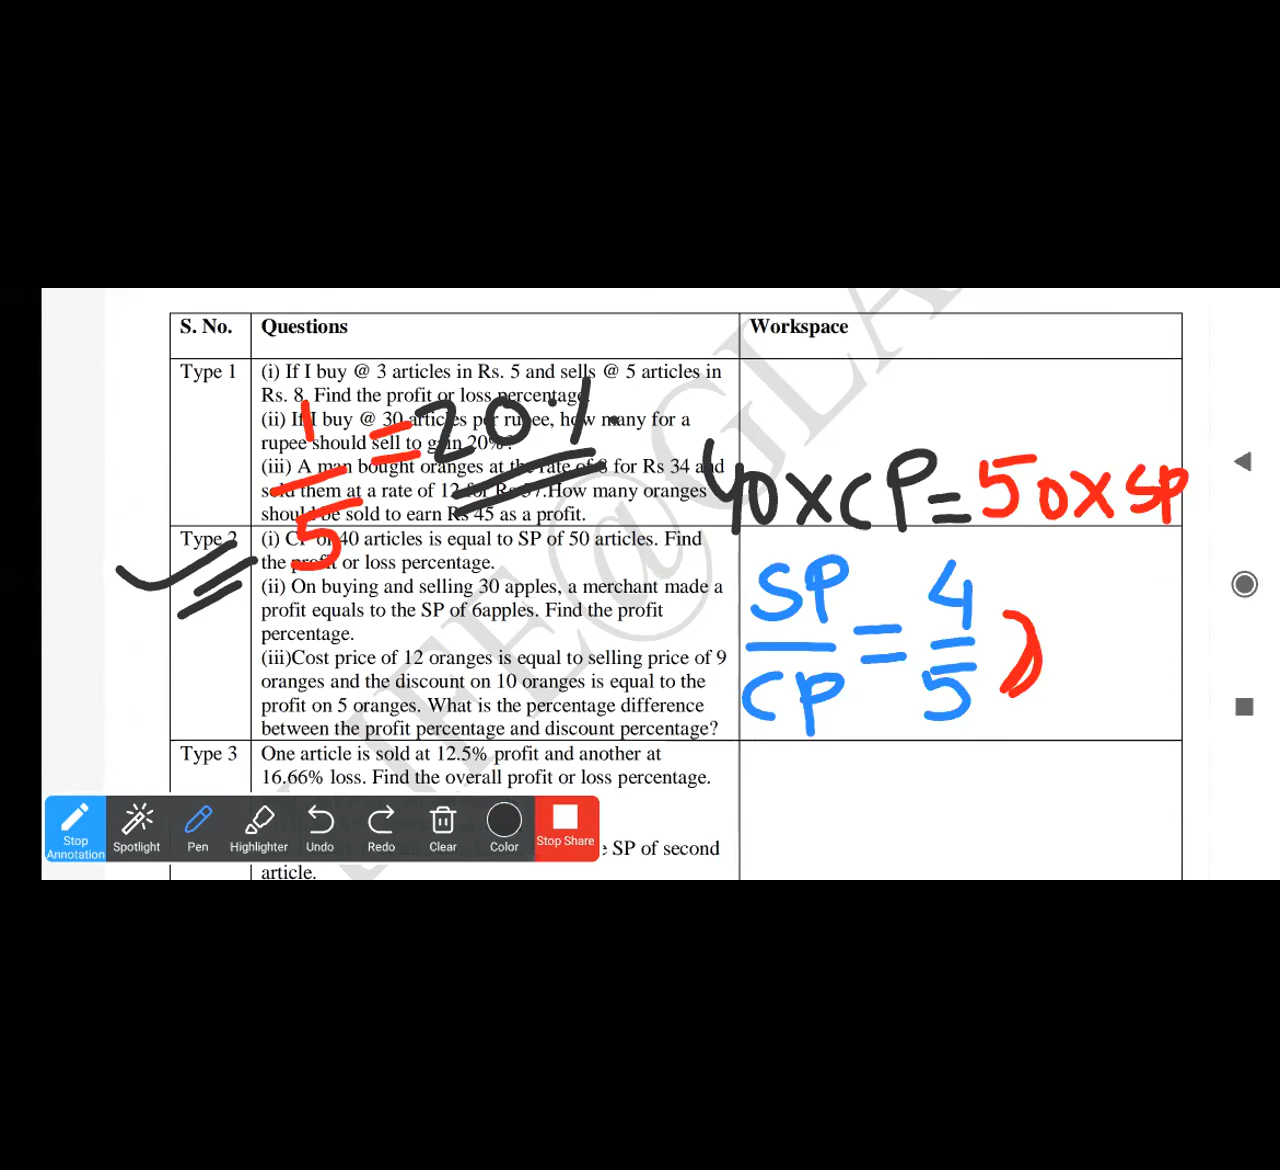 S. No. Questions Workspace
Type 1 (i) If I buy @ 3 articles in Rs. 5 and sells @ 5 articles in
Rs. 8. Find the profit or loss percentage.
(ii) If I buy @ 30 articles per rupee, how many for a
rupee should sell to gain 20%?
(iii) A man bought oranges at the rate of 8 for Rs 34 and
sold them at a rate of 12 for Rs 57.How many oranges
should be sold to earn Rs 45 as a profit.
1/5 = 20%
40 X CP = 50 X SP
Type 2 (i) CP of 40 articles is equal to SP of 50 articles. Find
the profit or loss percentage.
(ii) On buying and selling 30 apples, a merchant made a
profit equals to the SP of 6apples. Find the profit
percentage.
(iii)Cost price of 12 oranges is equal to selling price of 9
oranges and the discount on 10 oranges is equal to the
profit on 5 oranges. What is the percentage difference
between the profit percentage and discount percentage?
SP/CP = 4/5 )
Type 3 One article is sold at 12.5% profit and another at
16.66% loss. Find the overall profit or loss percentage.
SP of second
article.
Stop Annotation Spotlight Pen Highlighter Undo Redo Clear Color Stop Share
@GLA